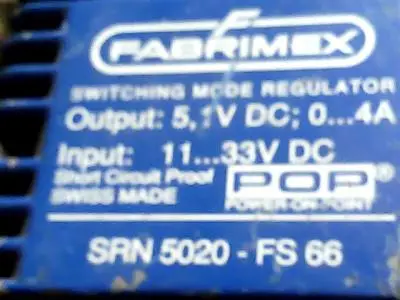 FABRIMEX
SWITCHING MODE REGULATOR
Output: 5,1V DC; 0...4A
Input: 11...33V DC
Short Circuit Proof
SWISS MADE
POP®
POWER-ON-POINT
SRN 5020 - FS 66